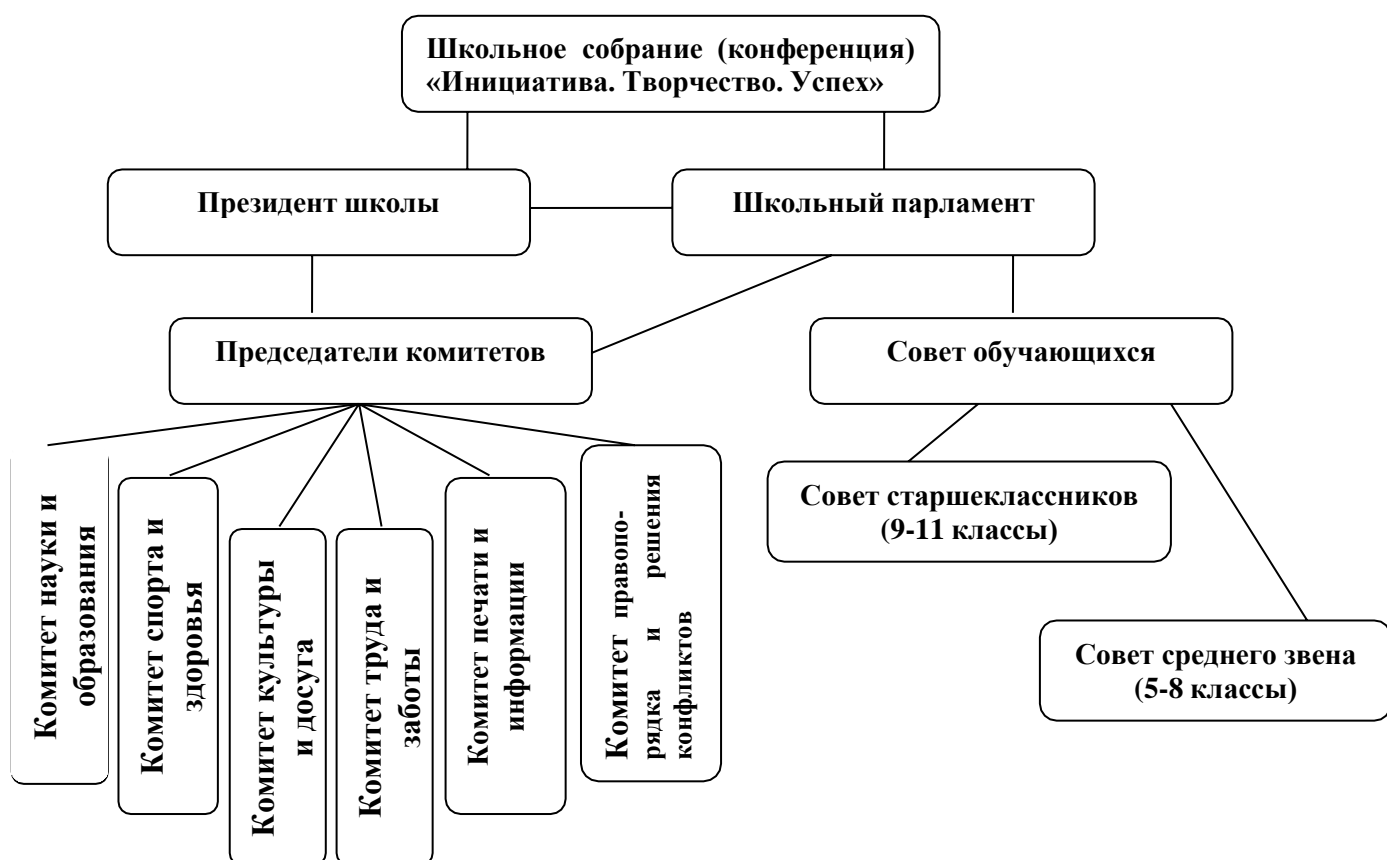 Школьное собрание (конференция)
«Инициатива. Творчество. Успех»
Президент школы
Школьный парламент
Председатели комитетов
Совет обучающихся
Комитет науки и
образования
Комитет спорта и
здоровья
Комитет культуры
и досуга
Комитет труда и
заботы
Комитет печати и
информации
Комитет правопо-
рядка и решения
конфликтов
Совет старшеклассников
(9-11 классы)
Совет среднего звена
(5-8 классы)